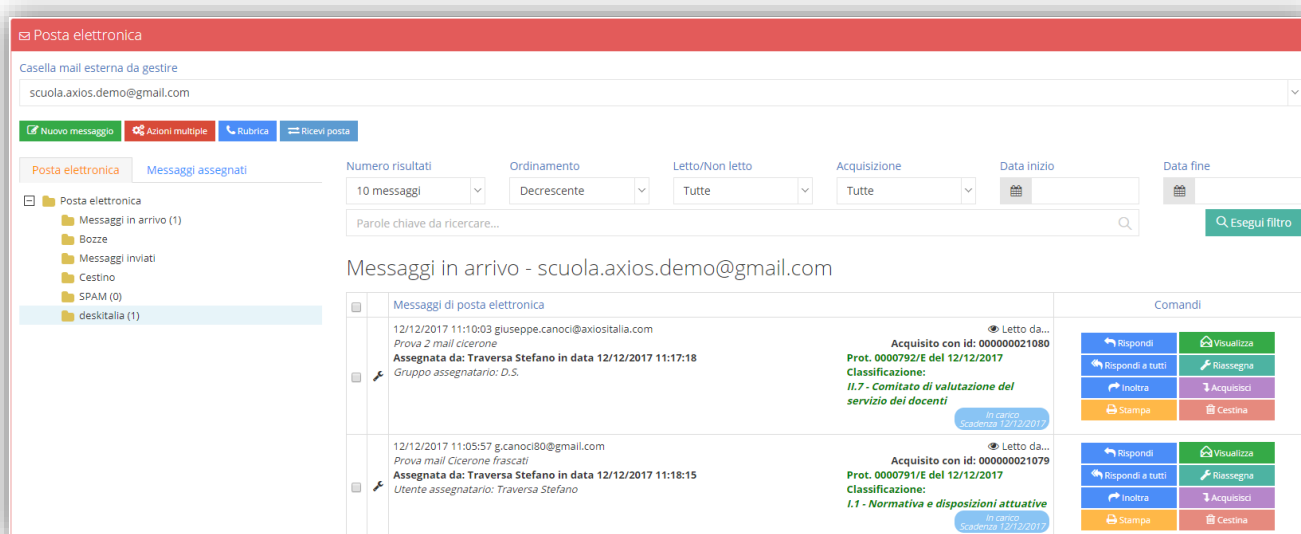 Posta elettronica
Casella mail esterna da gestire
scuola.axios.demo@gmail.com
Nuovo messaggio Azioni multiple Rubrica Ricevi posta
Posta elettronica Messaggi assegnati
Posta elettronica
Messaggi in arrivo (1)
Bozze
Messaggi inviati
Cestino
SPAM (0)
deskitalia (1)
Numero risultati Ordinamento Letto/Non letto Acquisizione Data inizio Data fine
10 messaggi Decrescente Tutte Tutte
Parole chiave da ricercare... Esegui filtro
Messaggi in arrivo - scuola.axios.demo@gmail.com
Messaggi di posta elettronica Comandi
12/12/2017 11:10:03 giuseppe.canoci@axiositalia.com
Prova 2 mail cicerone
Assegnata da: Traversa Stefano in data 12/12/2017 11:17:18
Gruppo assegnatario: D.S.
Letto da...
Acquisito con id: 000000021080
Prot. 0000792/E del 12/12/2017
Classificazione:
II.7 - Comitato di valutazione del
servizio dei docenti
In carico
Scadenza 12/12/2017
Rispondi Visualizza
Rispondi a tutti Riassegna
Inoltra Acquisisci
Stampa Cestina
12/12/2017 11:05:57 g.canoci80@gmail.com
Prova mail Cicerone frascati
Assegnata da: Traversa Stefano in data 12/12/2017 11:18:15
Utente assegnatario: Traversa Stefano
Letto da...
Acquisito con id: 000000021079
Prot. 0000791/E del 12/12/2017
Classificazione:
I.1 - Normativa e disposizioni attuative
In carico
Scadenza 12/12/2017
Rispondi Visualizza
Rispondi a tutti Riassegna
Inoltra Acquisisci
Stampa Cestina